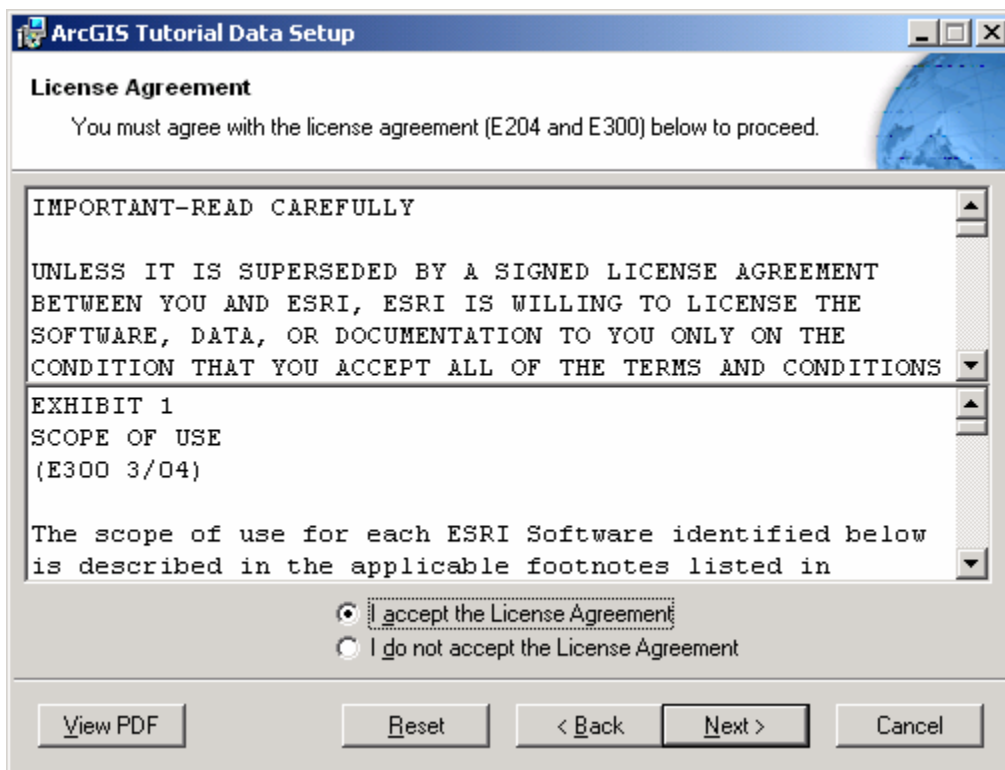 ArcGIS Tutorial Data Setup
License Agreement
You must agree with the license agreement (E204 and E300) below to proceed.
IMPORTANT-READ CAREFULLY
UNLESS IT IS SUPERSEDED BY A SIGNED LICENSE AGREEMENT
BETWEEN YOU AND ESRI, ESRI IS WILLING TO LICENSE THE
SOFTWARE, DATA, OR DOCUMENTATION TO YOU ONLY ON THE
CONDITION THAT YOU ACCEPT ALL OF THE TERMS AND CONDITIONS
EXHIBIT 1
SCOPE OF USE
(E300 3/04)
The scope of use for each ESRI Software identified below
is described in the applicable footnotes listed in
I accept the License Agreement
I do not accept the License Agreement
View PDF Reset < Back Next > Cancel